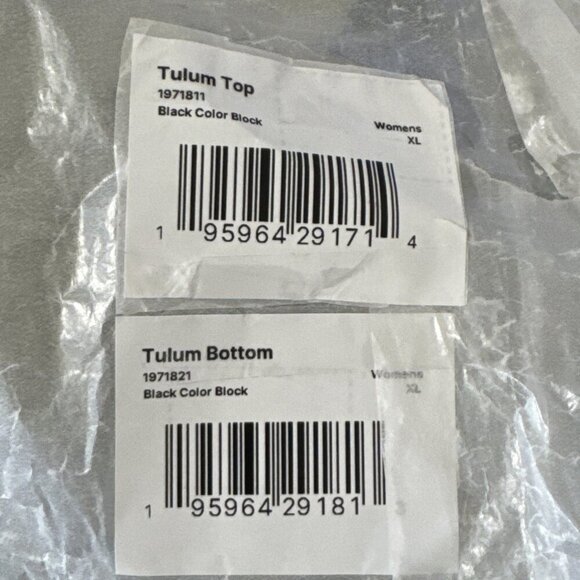 Tulum Top
1971811
Black Color Block
Womens
XL
1 95964 29171 4
Tulum Bottom
1971821
Womens
Black Color Block
XL
1 95964 29181